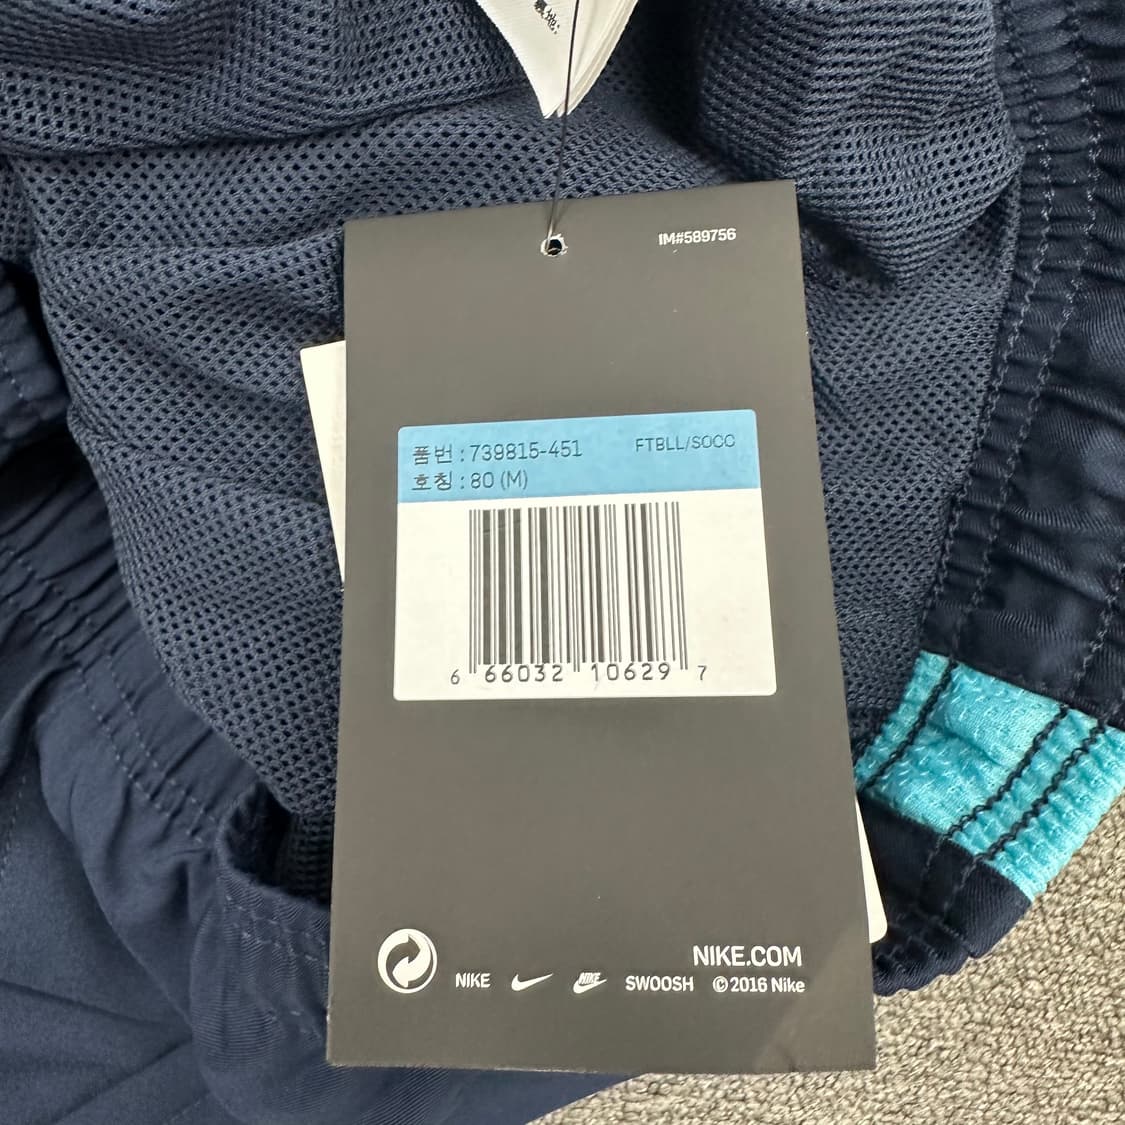 IM#589756
품번 : 739815-451
FTBLL/SOCC
호칭 : 80 (M)
6 66032 10629 7
NIKE.COM
NIKE NIKE SWOOSH ©2016 Nike